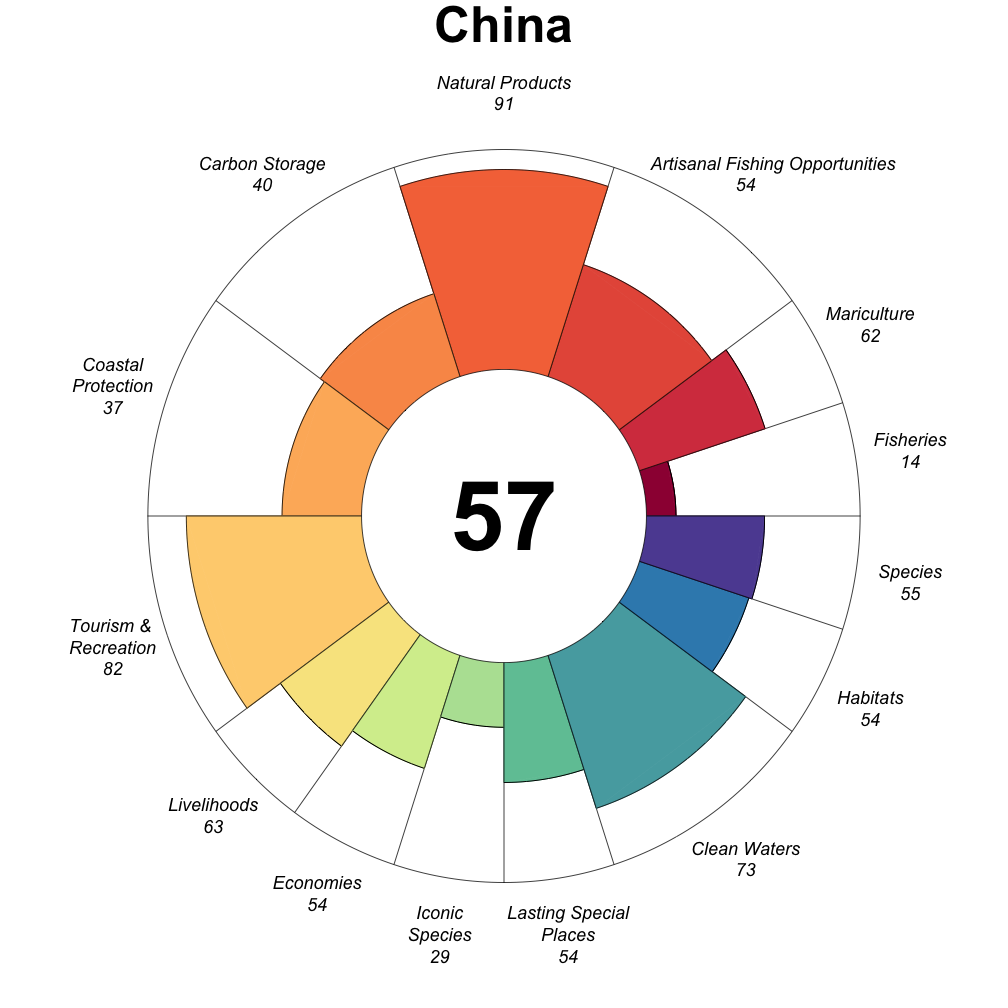 China
Natural Products
91
Carbon Storage
40
Artisanal Fishing Opportunities
54
Mariculture
62
Coastal
Protection
37
Fisheries
14
57
Species
55
Tourism &
Recreation
82
Habitats
54
Livelihoods
63
Clean Waters
73
Economies
54
Iconic
Species
29
Lasting Special
Places
54